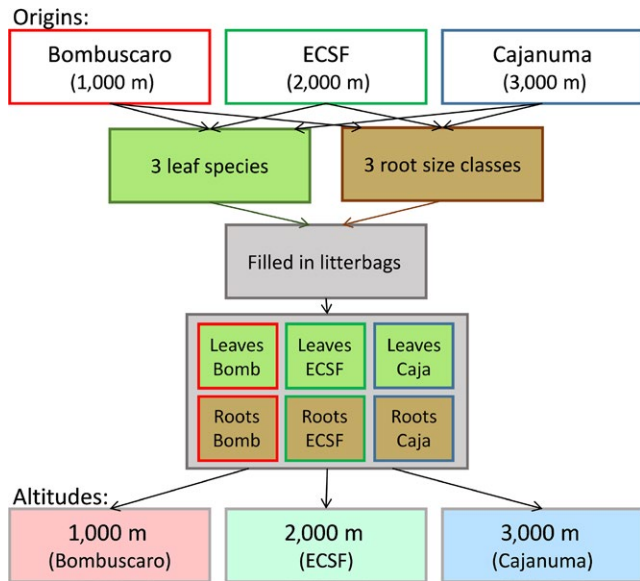 Origins:
Bombuscaro
(1,000 m)
ECSF
(2,000 m)
Cajanuma
(3,000 m)
3 leaf species
3 root size classes
Filled in litterbags
Leaves
Bomb
Leaves
ECSF
Leaves
Caja
Roots
Bomb
Roots
ECSF
Roots
Caja
Altitudes:
1,000 m
(Bombuscaro)
2,000 m
(ECSF)
3,000 m
(Cajanuma)